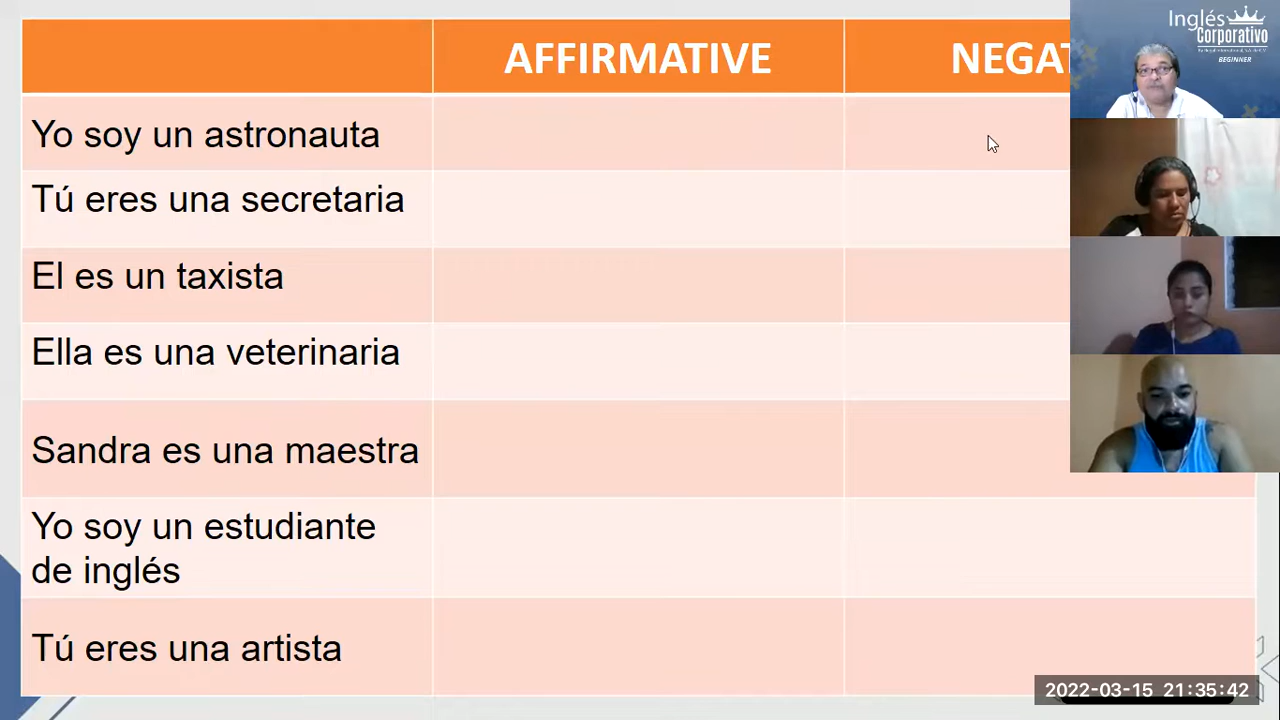 AFFIRMATIVE NEGAT
Yo soy un astronauta
Tú eres una secretaria
El es un taxista
Ella es una veterinaria
Sandra es una maestra
Yo soy un estudiante
de inglés
Tú eres una artista
Inglés
Corporativo
BEGINNER
2022-03-15 21:35:42